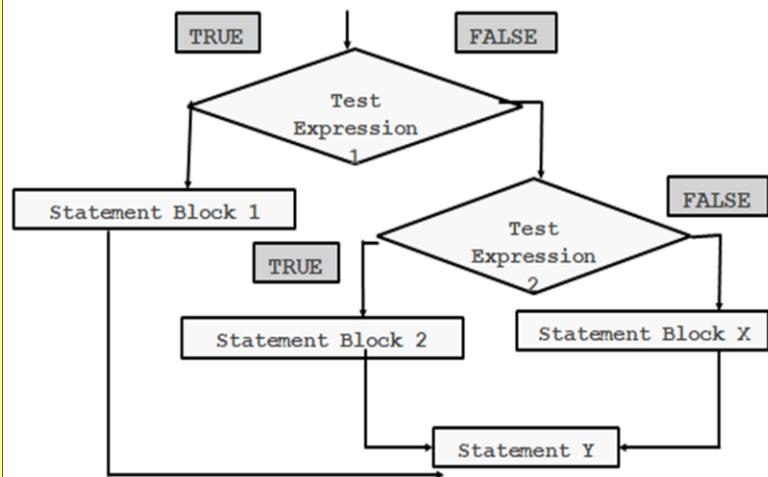 TRUE
FALSE
Test
Expression
1
Statement Block 1
FALSE
Test
Expression
2
TRUE
Statement Block 2
Statement Block X
Statement Y